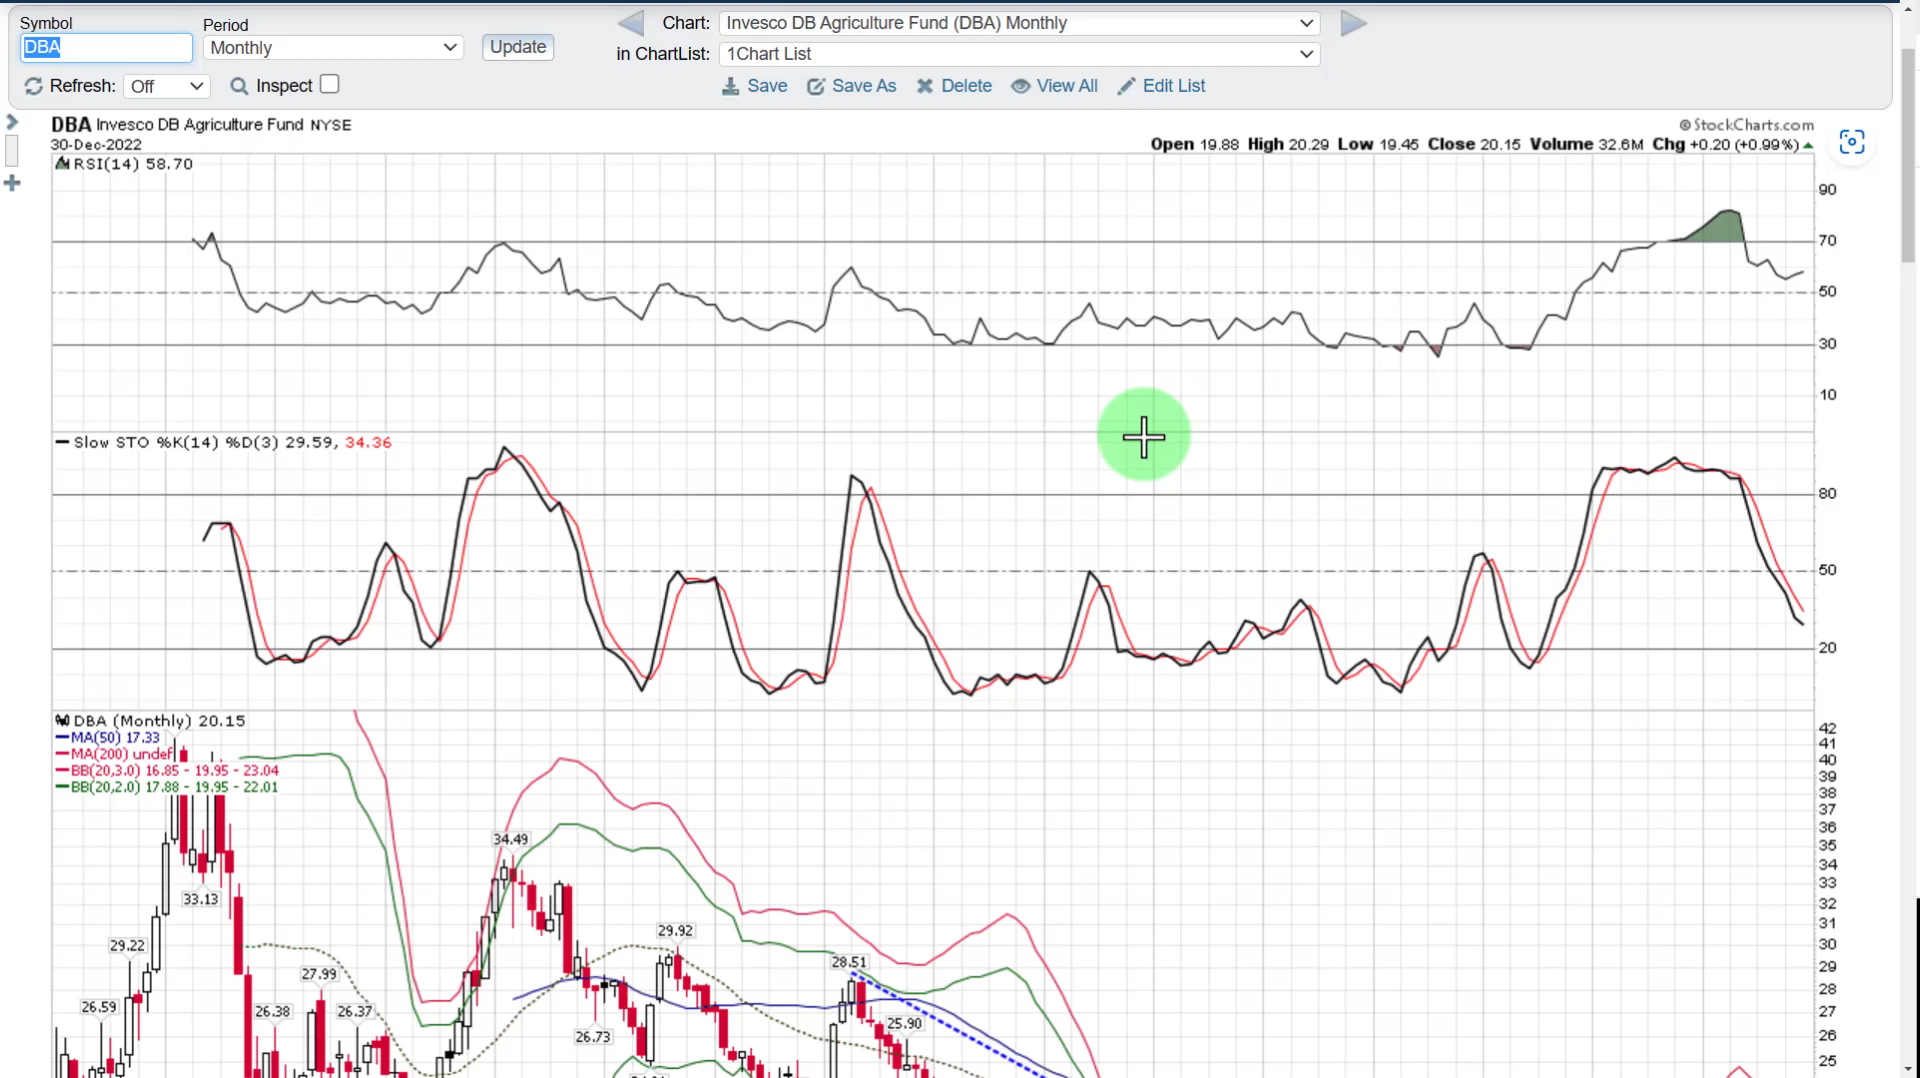 Symbol Period
DBA Monthly Update
Chart: Invesco DB Agriculture Fund (DBA) Monthly
in ChartList: 1Chart List
Refresh: Off Inspect
Save Save As Delete View All Edit List
DBA Invesco DB Agriculture Fund NYSE
© StockCharts.com
30-Dec-2022
Open 19.88 High 20.29 Low 19.45 Close 20.15 Volume 32.6M Chg +0.20 (+0.99%)
RSI(14) 58.70
90
70
50
30
10
Slow STO %K(14) %D(3) 29.59, 34.36
80
50
20
DBA (Monthly) 20.15
MA(50) 17.33
MA(200) undef
BB(20,3.0) 16.85 - 19.95 - 23.04
BB(20,2.0) 17.88 - 19.95 - 22.01
42
41
40
39
38
37
36
35
34
33
32
31
30
29
28
27
26
25
34.49
33.13
29.22
29.92
28.51
27.99
26.59
26.38
26.37
26.73
25.90